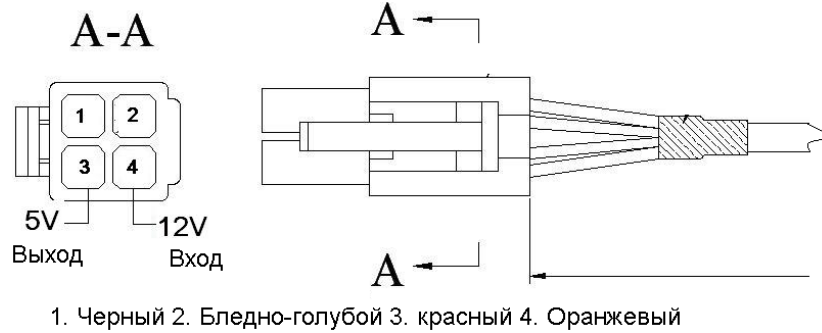 A-A
A
1 2
3 4
5V 12V
Выход Вход
A
1. Черный 2. Бледно-голубой 3. красный 4. Оранжевый